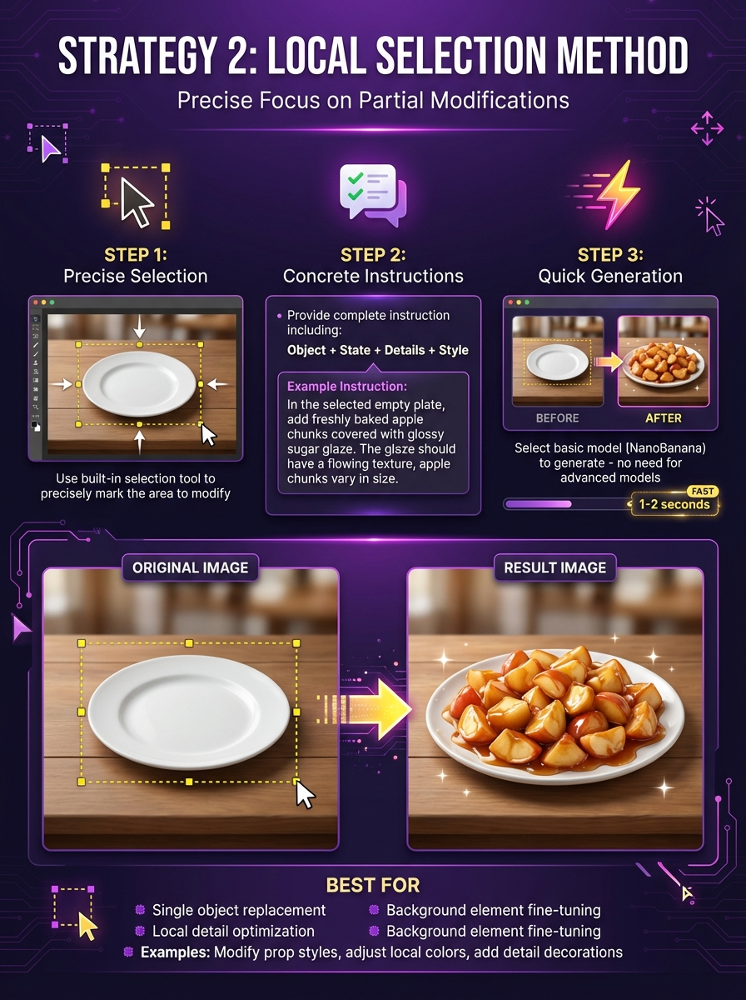 STRATEGY 2: LOCAL SELECTION METHOD
Precise Focus on Partial Modifications
STEP 1:
Precise Selection
Use built-in selection tool to
precisely mark the area to modify
STEP 2:
Concrete Instructions
• Provide complete instruction
including:
Object + State + Details + Style
Example Instruction:
In the selected empty plate,
add freshly baked apple
chunks covered with glossy
sugar glaze. The glsze should
have a flowing texture, apple
chunks vary in size.
STEP 3:
Quick Generation
BEFORE
AFTER
Select basic model [NanoBanana)
to generate - no need for
advanced models
FAST
1-2 seconds
ORIGINAL IMAGE
RESULT IMAGE
BEST FOR
Single object replacement
Background element fine-tuning
Local detail optimization
Background element fine-tuning
Examples: Modify prop styles, adjust local colors, add detail decorations